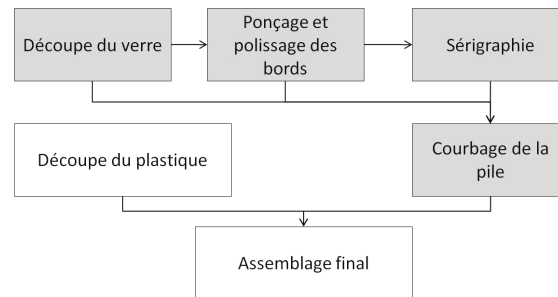 Découpe du verre
Ponçage et
polissage des
bords
Sérigraphie
Découpe du plastique
Courbage de la
pile
Assemblage final